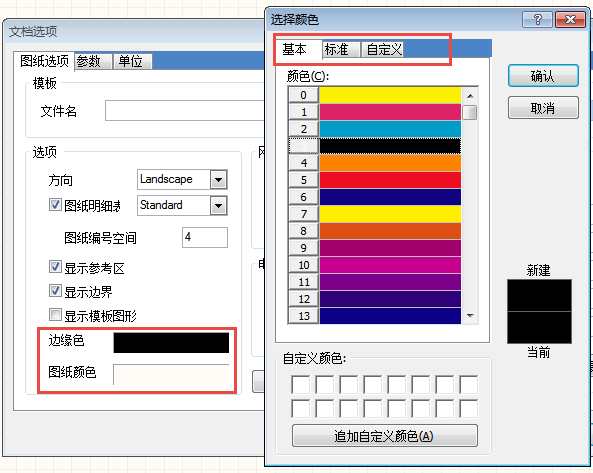 文档选项
图纸选项 参数 单位
模板
文件名
选项
方向 Landscape
图纸明细表 Standard
图纸编号空间 4
显示参考区
显示边界
显示模板图形
边缘色
图纸颜色
选择颜色
基本 标准 自定义
颜色(C):
0
1
2
4
5
6
7
8
9
10
11
12
13
确认
取消
新建
当前
自定义颜色:
追加自定义颜色(A)